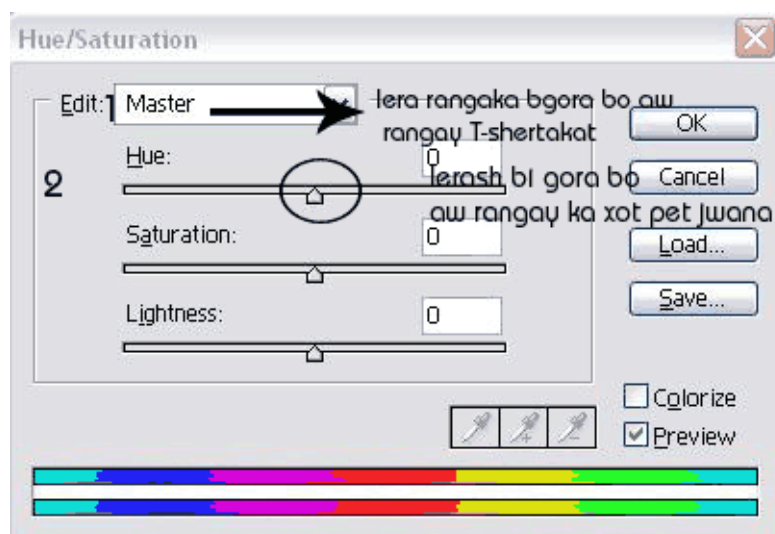 Hue/Saturation
Edit:1 Master
lera rangaka bgora bo aw
rangay T-shertakat
OK
2
Hue: 0
lerash bi gora bo
aw rangay ka xot pet jwana
Cancel
Saturation: 0
Load...
Lightness: 0
Save...
Colorize
Preview